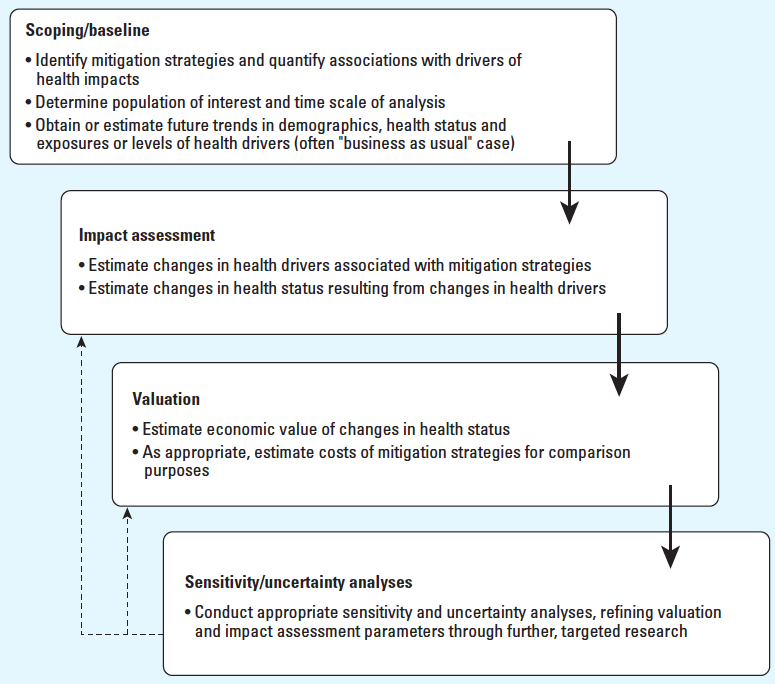 Scoping/baseline
• Identify mitigation strategies and quantify associations with drivers of
health impacts
• Determine population of interest and time scale of analysis
• Obtain or estimate future trends in demographics, health status and
exposures or levels of health drivers (often "business as usual" case)
Impact assessment
• Estimate changes in health drivers associated with mitigation strategies
• Estimate changes in health status resulting from changes in health drivers
Valuation
• Estimate economic value of changes in health status
• As appropriate, estimate costs of mitigation strategies for comparison
purposes
Sensitivity/uncertainty analyses
• Conduct appropriate sensitivity and uncertainty analyses, refining valuation
and impact assessment parameters through further, targeted research